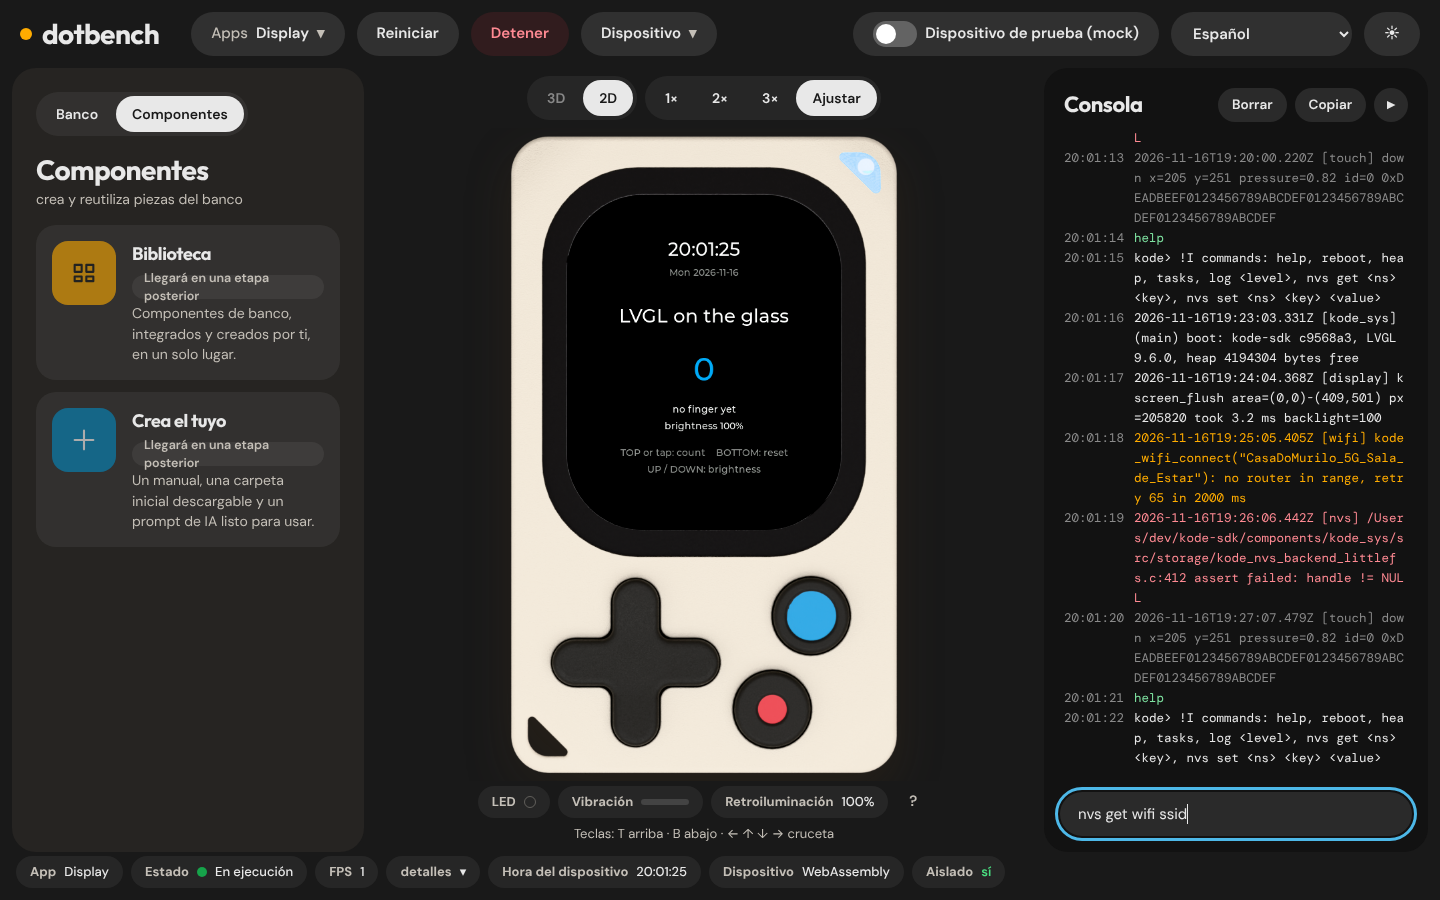 dotbench
Apps Display ▾
Reiniciar
Detener
Dispositivo ▾
Dispositivo de prueba (mock)
Español
Banco
Componentes
Componentes
crea y reutiliza piezas del banco
Biblioteca
Llegará en una etapa
posterior
Componentes de banco,
integrados y creados por ti,
en un solo lugar.
Crea el tuyo
Llegará en una etapa
posterior
Un manual, una carpeta
inicial descargable y un
prompt de IA listo para usar.
3D
2D
1×
2×
3×
Ajustar
20:01:25
Mon 2026-11-16
LVGL on the glass
0
no finger yet
brightness 100%
TOP or tap: count BOTTOM: reset
UP / DOWN: brightness
LED
Vibración
Retroiluminación 100%
?
Teclas: T arriba · B abajo · ← ↑ ↓ → cruceta
Consola
Borrar
Copiar
L
20:01:13 2026-11-16T19:20:00.220Z [touch] dow
n x=205 y=251 pressure=0.82 id=0 0xD
EADBEEF0123456789ABCDEF0123456789ABC
DEF0123456789ABCDEF
20:01:14 help
20:01:15 kode> !I commands: help, reboot, hea
p, tasks, log <level>, nvs get <ns>
<key>, nvs set <ns> <key> <value>
20:01:16 2026-11-16T19:23:03.331Z [kode_sys]
(main) boot: kode-sdk c9568a3, LVGL
9.6.0, heap 4194304 bytes free
20:01:17 2026-11-16T19:24:04.368Z [display] k
screen_flush area=(0,0)-(409,501) px
=205820 took 3.2 ms backlight=100
20:01:18 2026-11-16T19:25:05.405Z [wifi] kode
_wifi_connect("CasaDoMurilo_5G_Sala_
de_Estar"): no router in range, retr
y 65 in 2000 ms
20:01:19 2026-11-16T19:26:06.442Z [nvs] /User
s/dev/kode-sdk/components/kode_sys/s
rc/storage/kode_nvs_backend_littlef
s.c:412 assert failed: handle != NUL
L
20:01:20 2026-11-16T19:27:07.479Z [touch] dow
n x=205 y=251 pressure=0.82 id=0 0xD
EADBEEF0123456789ABCDEF0123456789ABC
DEF0123456789ABCDEF
20:01:21 help
20:01:22 kode> !I commands: help, reboot, hea
p, tasks, log <level>, nvs get <ns>
<key>, nvs set <ns> <key> <value>
nvs get wifi ssid
App Display
Estado En ejecución
FPS 1
detalles ▾
Hora del dispositivo 20:01:25
Dispositivo WebAssembly
Aislado sí